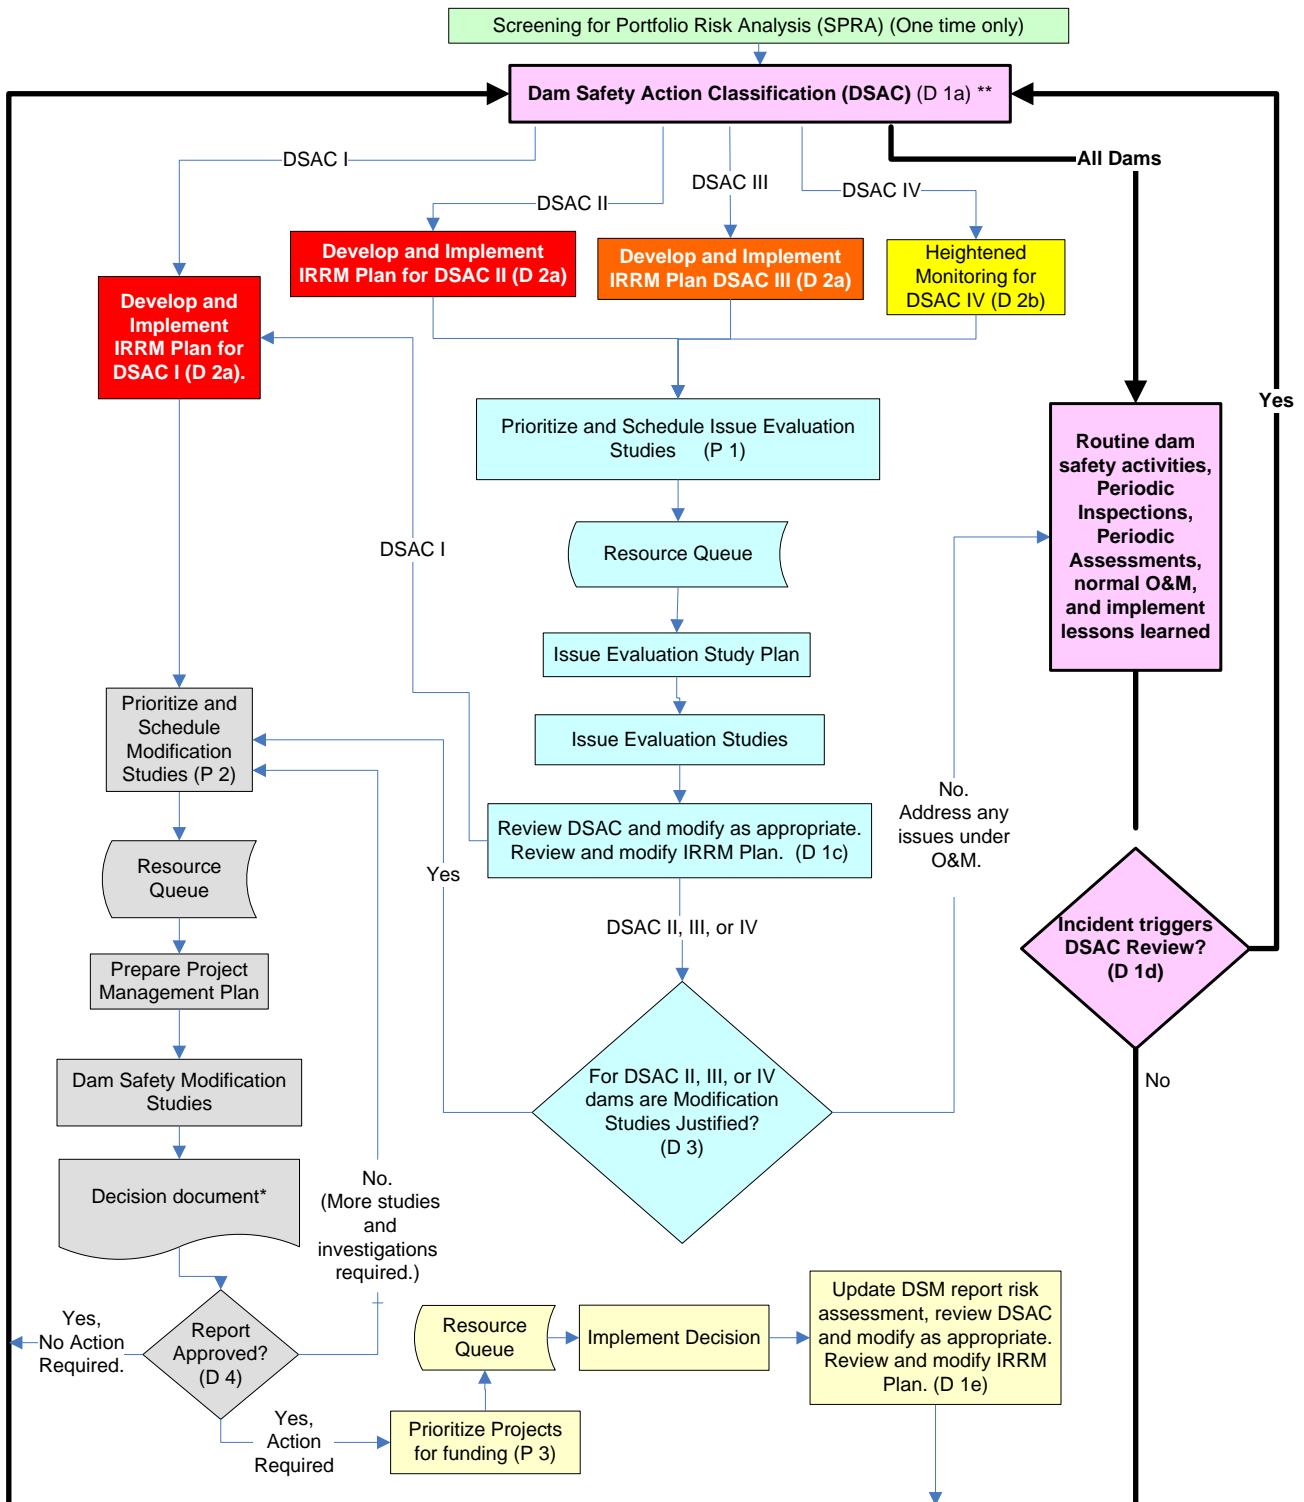 Screening for Portfolio Risk Analysis (SPRA) (One time only)
Dam Safety Action Classification (DSAC) (D 1a) **
DSAC I
DSAC II
DSAC III
DSAC IV
All Dams
Develop and
Implement
IRRM Plan for
DSAC I (D 2a).
Develop and Implement
IRRM Plan for DSAC II (D 2a)
Develop and Implement
IRRM Plan DSAC III (D 2a)
Heightened
Monitoring for
DSAC IV (D 2b)
Yes
Prioritize and Schedule Issue Evaluation
Studies (P 1)
Routine dam
safety activities,
Periodic
Inspections,
Periodic
Assessments,
normal O&M,
and implement
lessons learned
DSAC I
Resource Queue
Issue Evaluation Study Plan
Issue Evaluation Studies
Prioritize and
Schedule
Modification
Studies (P 2)
Review DSAC and modify as appropriate.
Review and modify IRRM Plan. (D 1c)
No.
Address any
issues under
O&M.
Resource
Queue
Yes
DSAC II, III, or IV
Incident triggers
DSAC Review?
(D 1d)
Prepare Project
Management Plan
Dam Safety Modification
Studies
For DSAC II, III, or IV
dams are Modification
Studies Justified?
(D 3)
No
Decision document*
No.
(More studies
and
investigations
required.)
Yes,
No Action
Required.
Report
Approved?
(D 4)
Resource
Queue
Implement Decision
Update DSM report risk
assessment, review DSAC
and modify as appropriate.
Review and modify IRRM
Plan. (D 1e)
Yes,
Action
Required
Prioritize Projects
for funding (P 3)